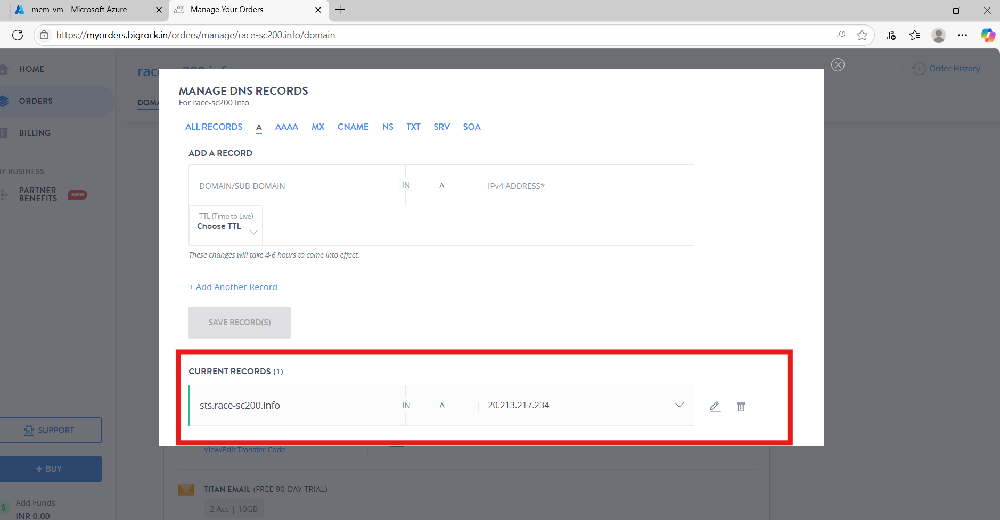 mem-vm - Microsoft Azure
Manage Your Orders
https://myorders.bigrock.in/orders/manage/race-sc200.info/domain
HOME
ORDERS
BILLING
MY BUSINESS
PARTNER
BENEFITS
NEW
SUPPORT
+ BUY
$
Add Funds
INR 0.00
Order History
MANAGE DNS RECORDS
For race-sc200.info
ALL RECORDS A AAAA MX CNAME NS TXT SRV SOA
ADD A RECORD
DOMAIN/SUB-DOMAIN IN A IPv4 ADDRESS*
TTL (Time to Live)
Choose TTL
These changes will take 4-6 hours to come into effect.
+ Add Another Record
SAVE RECORD(S)
CURRENT RECORDS (1)
sts.race-sc200.info IN A 20.213.217.234
View/Edit Transfer Code
TITAN EMAIL (FREE 90-DAY TRIAL)
2 Acc | 10GB